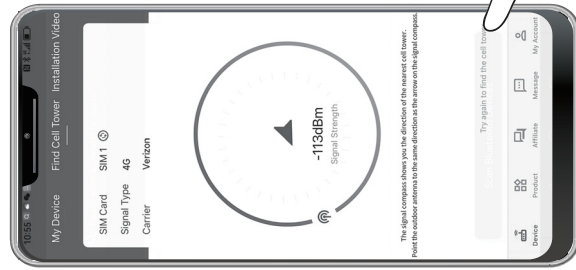 10:55
My Device Find Cell Tower Installation Video
SIM Card SIM 1
Signal Type 4G
Carrier Verizon
-113dBm
Signal Strength
The signal compass shows you the direction of the nearest cell tower.
Point the outdoor antenna to the same direction as the arrow on the signal compass.
Try again to find the cell tow
Device Product Affiliate Message My Account